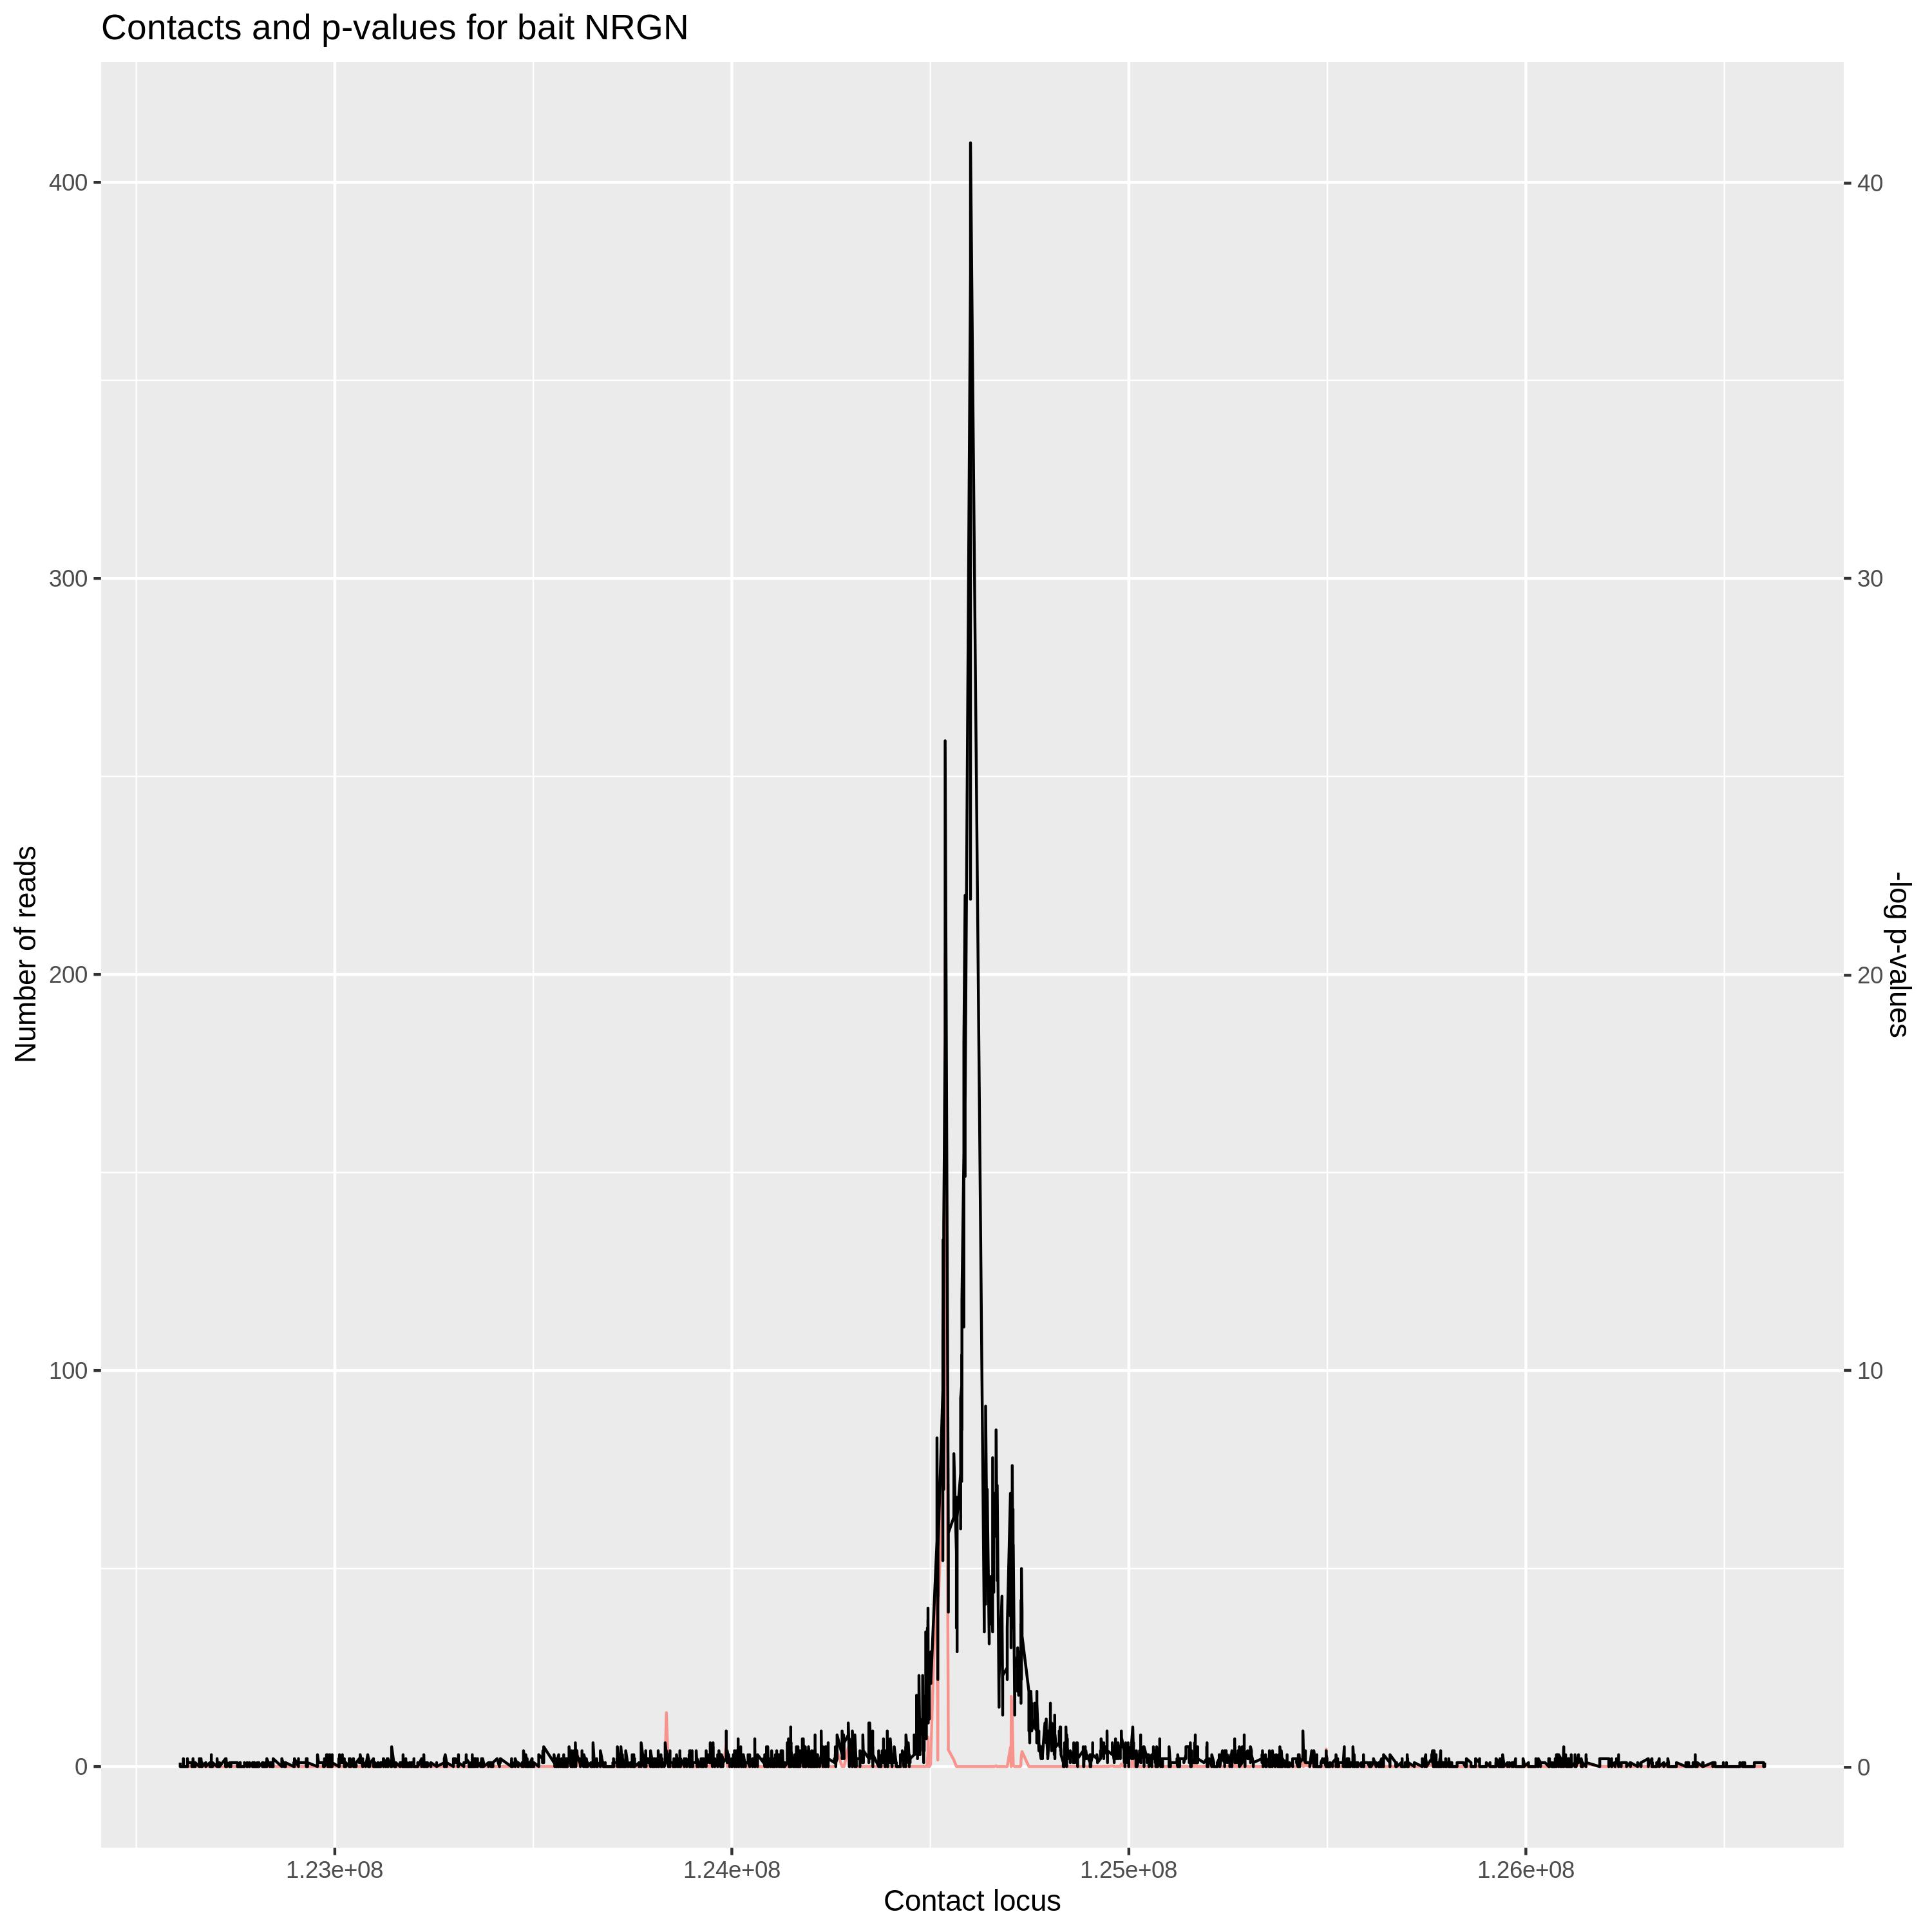 Contacts and p-values for bait NRGN
400
300
200
100
0
40
30
20
10
0
Number of reads
-log p-values
1.23e+08
1.24e+08
1.25e+08
1.26e+08
Contact locus